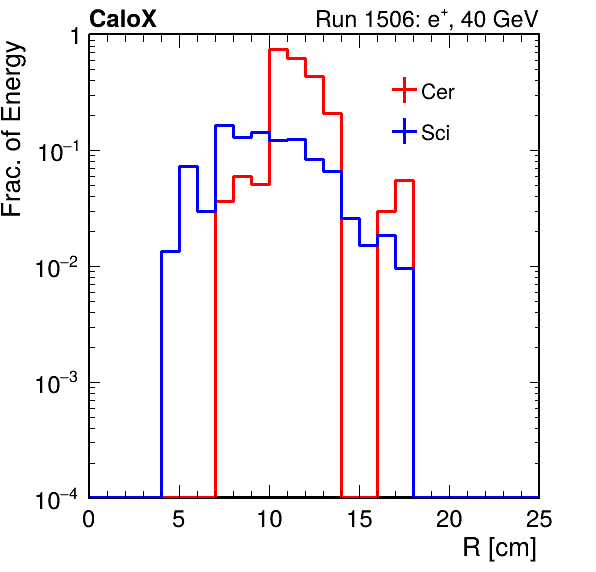 CaloX
Run 1506: e⁺, 40 GeV
Frac. of Energy
1
10⁻¹
10⁻²
10⁻³
10⁻⁴
Cer
Sci
0 5 10 15 20 25
R [cm]